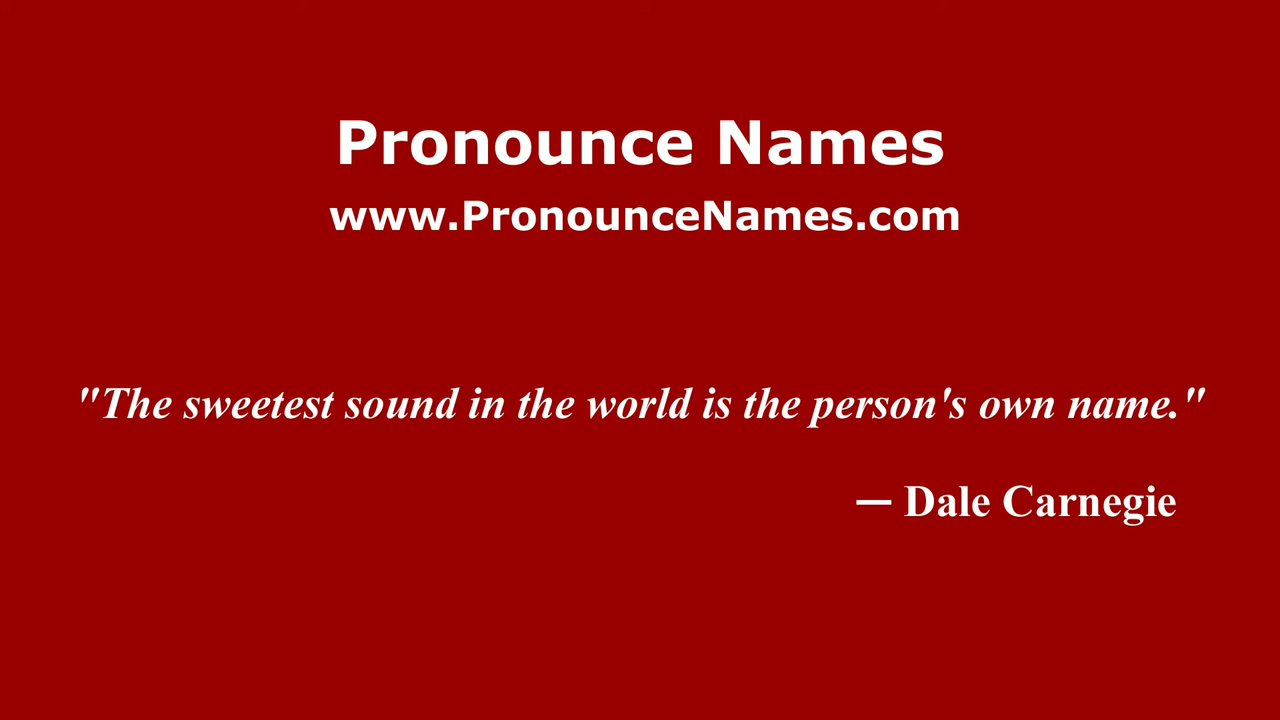 Pronounce Names
www.PronounceNames.com
"The sweetest sound in the world is the person's own name."
— Dale Carnegie